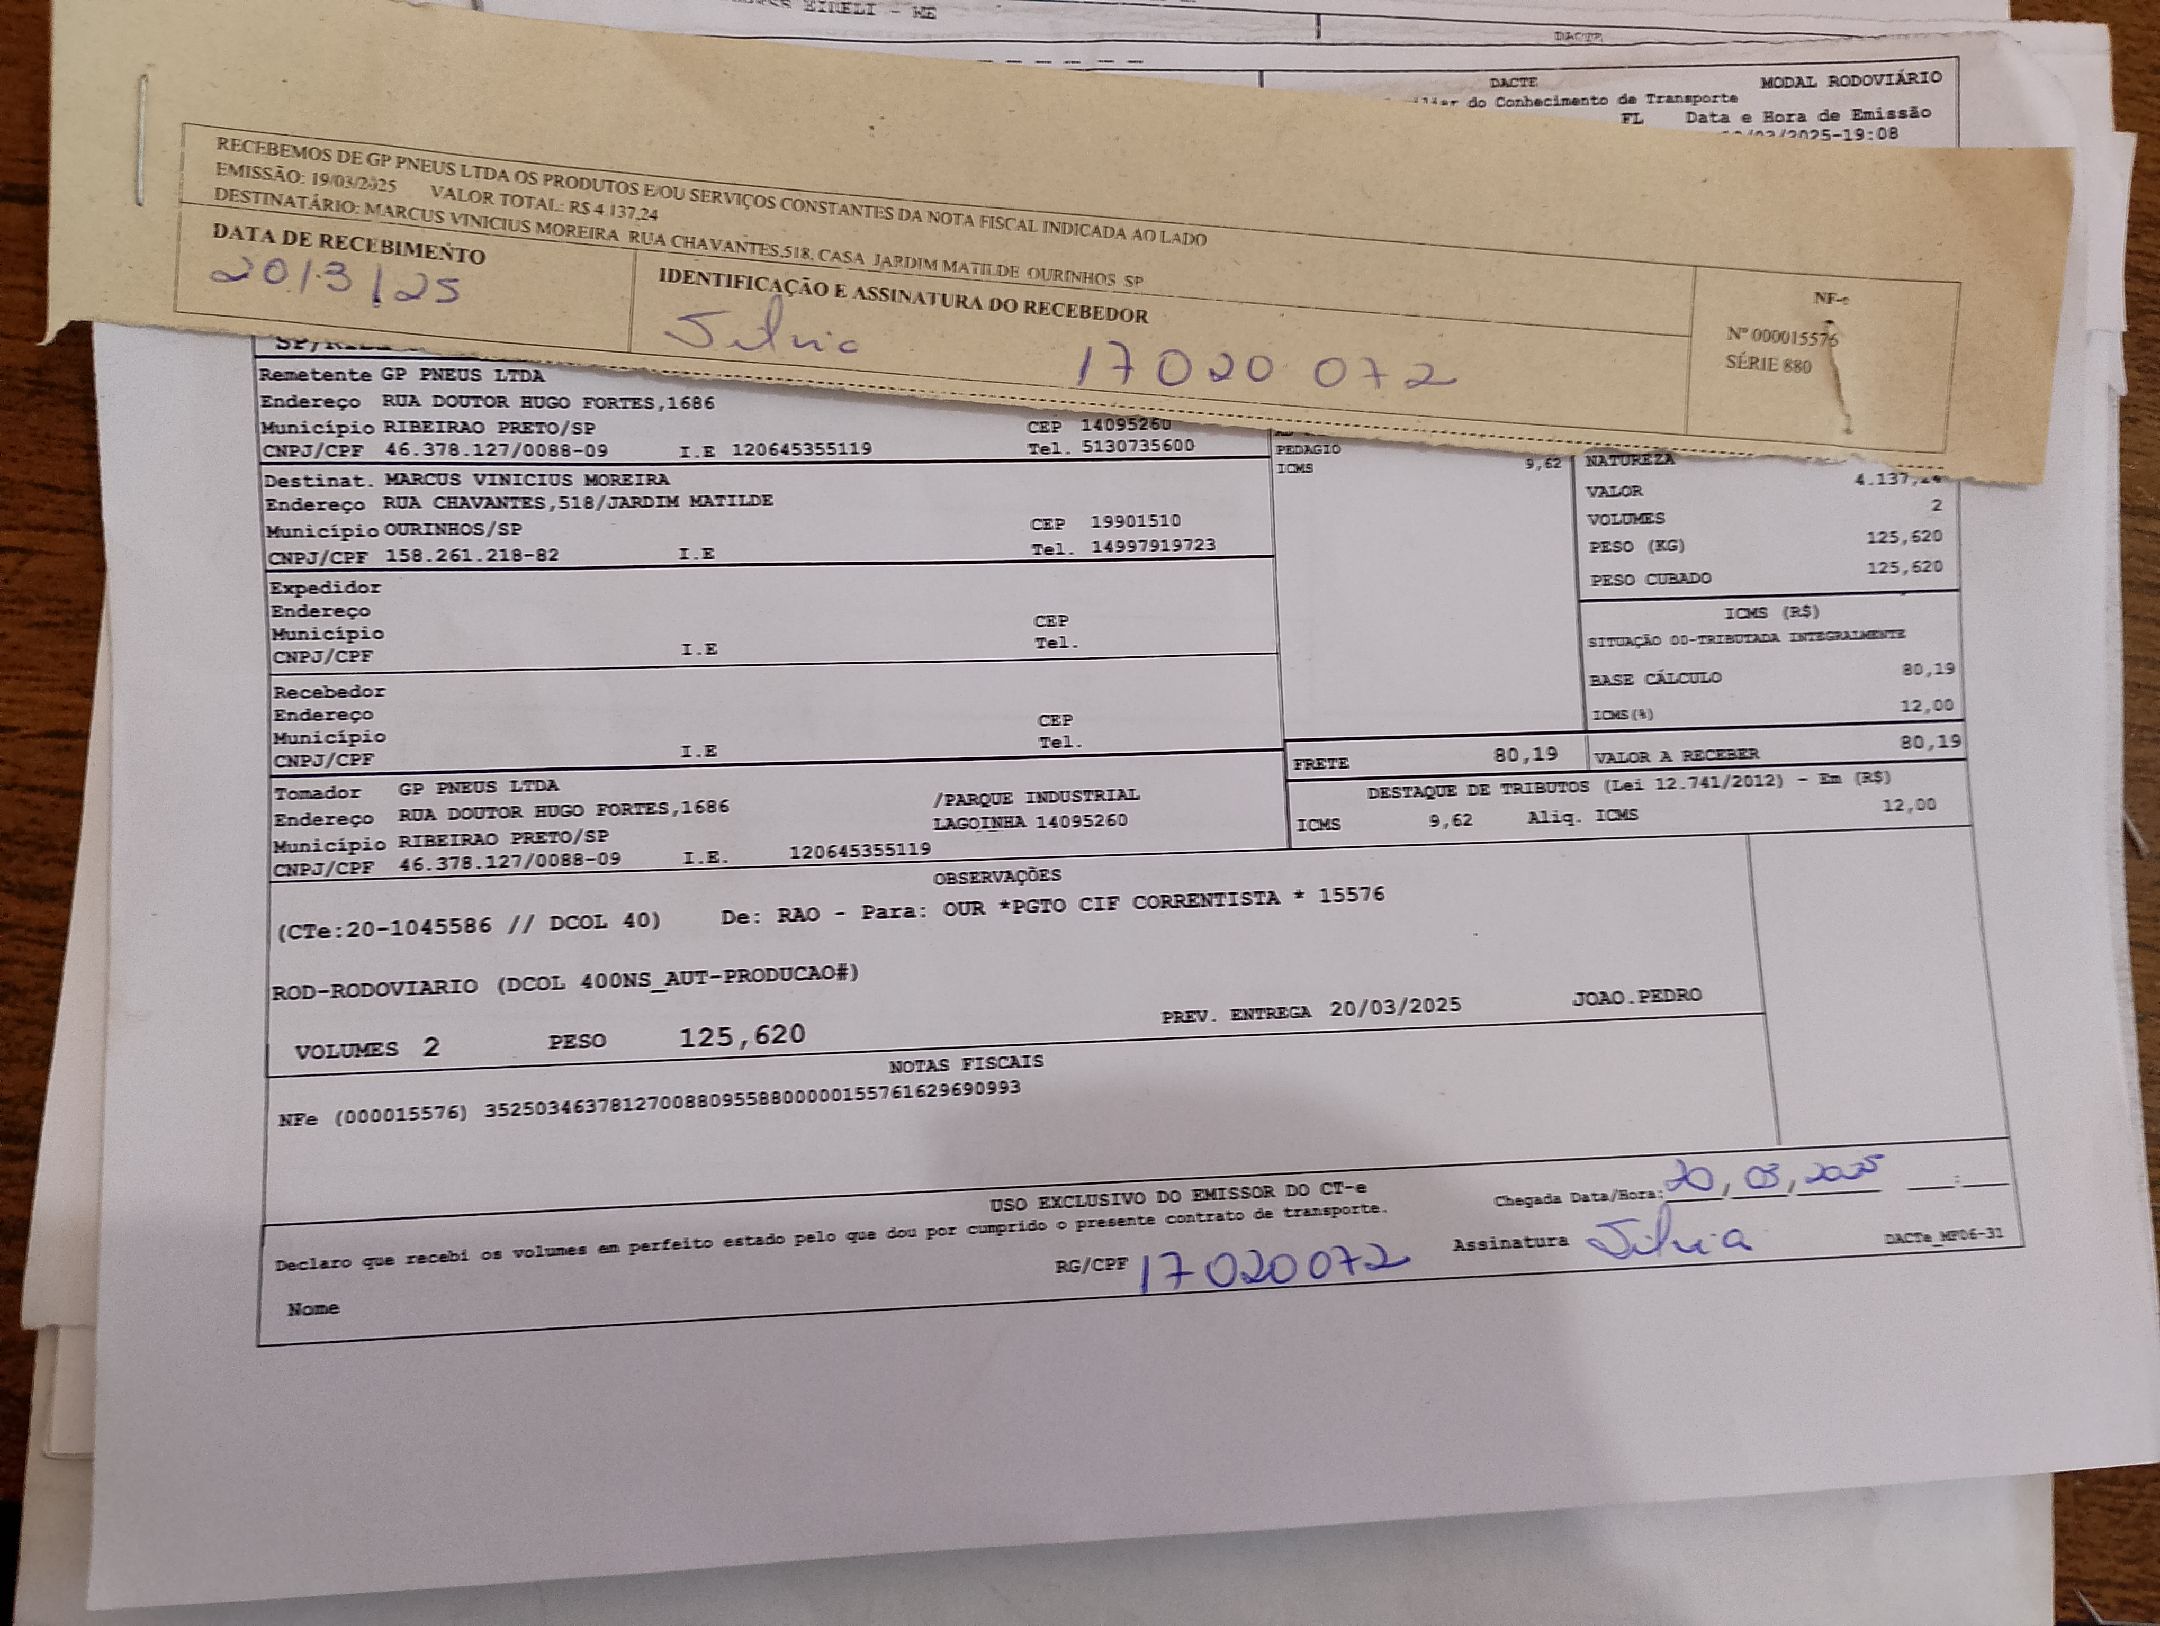 EIRELI - ME
DACTE
DACTE MODAL RODOVIÁRIO
do Conhecimento de Transporte
FL Data e Hora de Emissão
/2025-19:08
RECEBEMOS DE GP PNEUS LTDA OS PRODUTOS E/OU SERVIÇOS CONSTANTES DA NOTA FISCAL INDICADA AO LADO
EMISSÃO: 19/03/2025 VALOR TOTAL: R$ 4.137,24
DESTINATÁRIO: MARCUS VINICIUS MOREIRA RUA CHAVANTES,518, CASA JARDIM MATILDE OURINHOS SP
DATA DE RECEBIMENTO
20/3/25
IDENTIFICAÇÃO E ASSINATURA DO RECEBEDOR
Silvia 17020 072
NF-e
Nº 000015576
SÉRIE 880
Remetente GP PNEUS LTDA
Endereço RUA DOUTOR HUGO FORTES,1686
Município RIBEIRAO PRETO/SP CEP 14095260
CNPJ/CPF 46.378.127/0088-09 I.E 120645355119 Tel. 5130735600
Destinat. MARCUS VINICIUS MOREIRA
Endereço RUA CHAVANTES,518/JARDIM MATILDE
Município OURINHOS/SP CEP 19901510
CNPJ/CPF 158.261.218-82 I.E Tel. 14997919723
Expedidor
Endereço
Município CEP
CNPJ/CPF I.E Tel.
Recebedor
Endereço
Município CEP
CNPJ/CPF I.E Tel.
PEDAGIO
ICMS 9,62
NATUREZA
VALOR 4.137,24
VOLUMES 2
PESO (KG) 125,620
PESO CUBADO 125,620
ICMS (R$)
SITUAÇÃO 00-TRIBUTADA INTEGRALMENTE
BASE CÁLCULO 80,19
ICMS(%) 12,00
FRETE 80,19 VALOR A RECEBER 80,19
DESTAQUE DE TRIBUTOS (Lei 12.741/2012) - Em (R$)
ICMS 9,62 Aliq. ICMS 12,00
Tomador GP PNEUS LTDA
Endereço RUA DOUTOR HUGO FORTES,1686 /PARQUE INDUSTRIAL
Município RIBEIRAO PRETO/SP LAGOINHA 14095260
CNPJ/CPF 46.378.127/0088-09 I.E. 120645355119
OBSERVAÇÕES
(CTe:20-1045586 // DCOL 40) De: RAO - Para: OUR *PGTO CIF CORRENTISTA * 15576
ROD-RODOVIARIO (DCOL 400NS_AUT-PRODUCAO#)
VOLUMES 2 PESO 125,620 PREV. ENTREGA 20/03/2025 JOAO.PEDRO
NOTAS FISCAIS
NFe (000015576) 35250346378127008809558800000155761629690993
USO EXCLUSIVO DO EMISSOR DO CT-e
Chegada Data/Hora: 20, 03, 2025 :
Declaro que recebi os volumes em perfeito estado pelo que dou por cumprido o presente contrato de transporte.
Nome RG/CPF 17020072 Assinatura Silvia DACTe_MF06-31